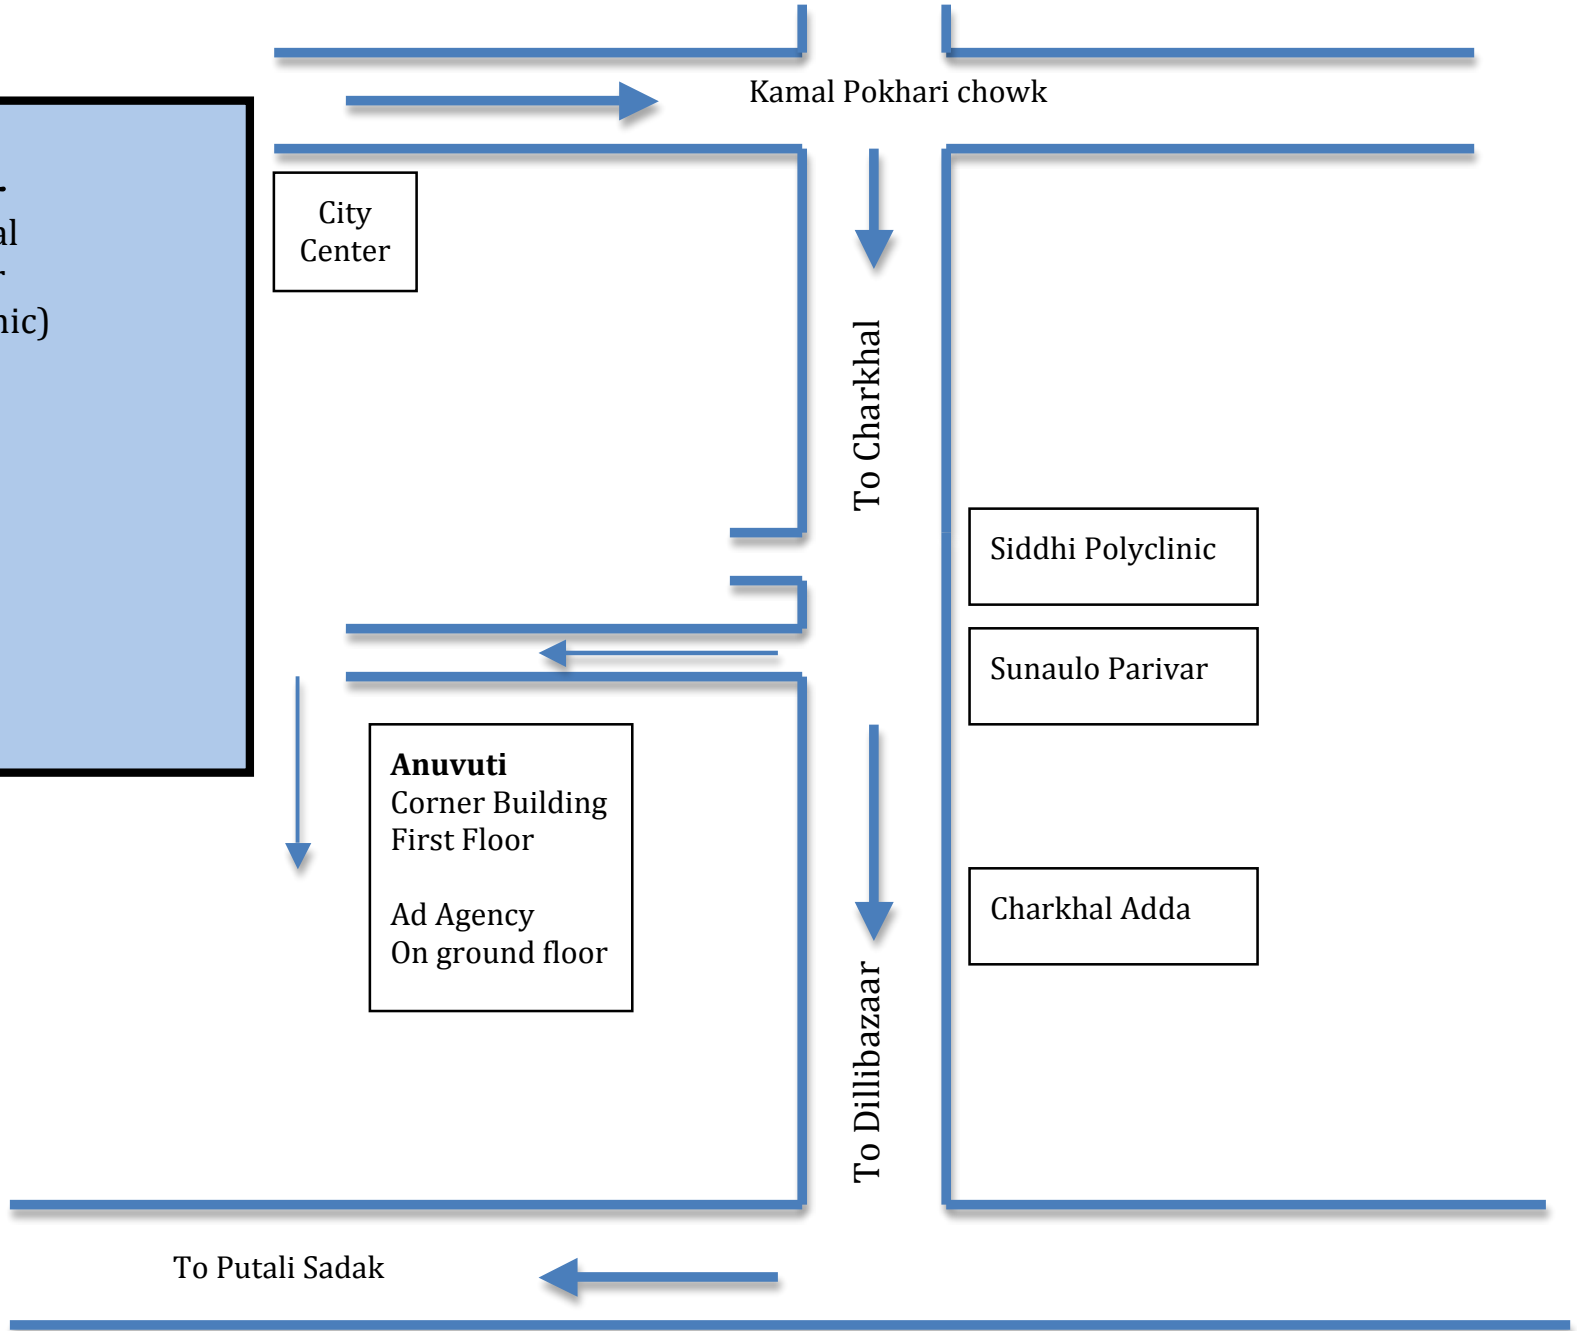 Kamal Pokhari chowk
City
Center
To Charkhal
Siddhi Polyclinic
Sunaulo Parivar
Anuvuti
Corner Building
First Floor
Ad Agency
On ground floor
Charkhal Adda
To Dillibazaar
To Putali Sadak